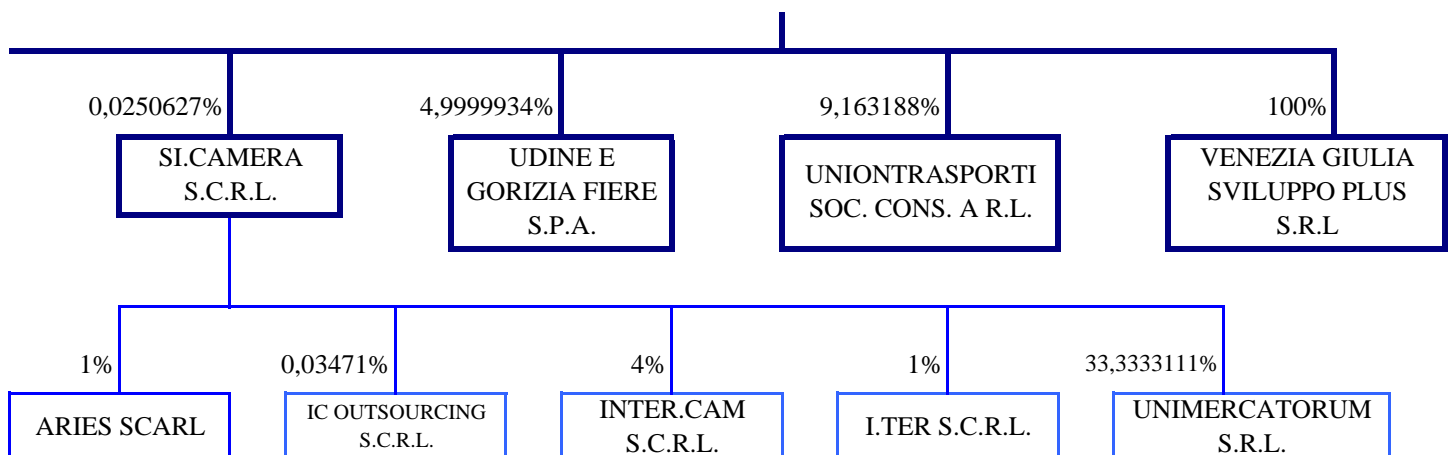 0,0250627%
4,9999934%
9,163188%
100%
SI.CAMERA
S.C.R.L.
UDINE E
GORIZIA FIERE
S.P.A.
UNIONTRASPORTI
SOC. CONS. A R.L.
VENEZIA GIULIA
SVILUPPO PLUS
S.R.L
1%
0,03471%
4%
1%
33,3333111%
ARIES SCARL
IC OUTSOURCING
S.C.R.L.
INTER.CAM
S.C.R.L.
I.TER S.C.R.L.
UNIMERCATORUM
S.R.L.